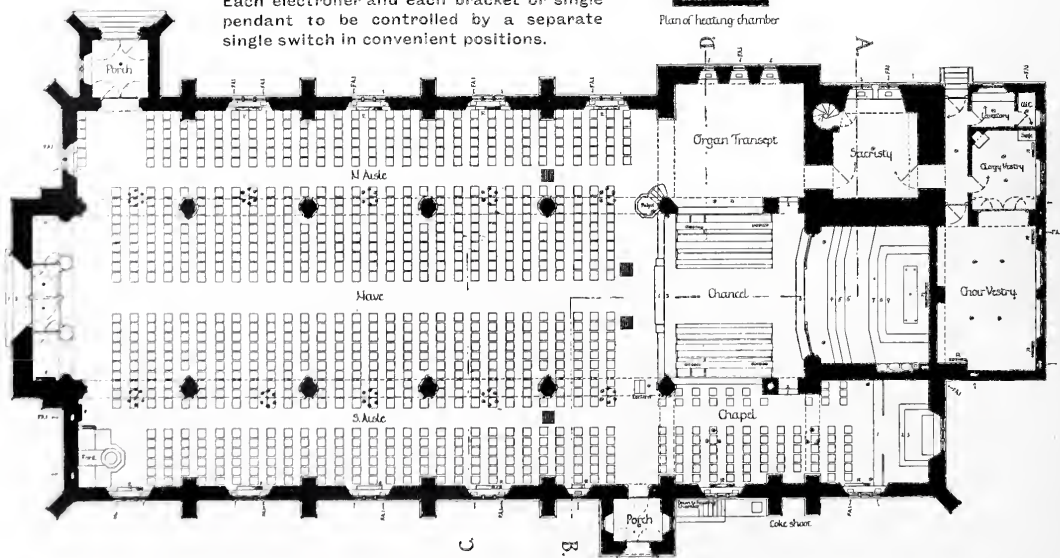 Each electrolier and each bracket or single
pendant to be controlled by a separate
single switch in convenient positions.
Plan of heating chamber
D.
A.
Porch
Organ Transept
Sacristy
Lavatory
W.C.
Clergy Vestry
N. Aisle
Pulpit
Nave
Chancel
Choir Vestry
S. Aisle
Chapel
Font
Porch
Coke shoot
C.
B.